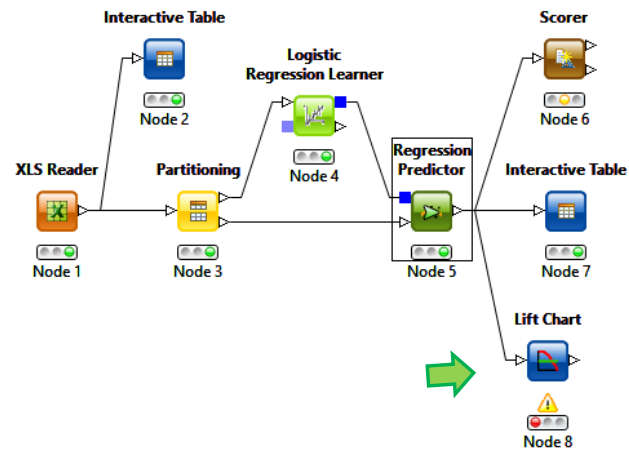 Interactive Table
Node 2
Logistic
Regression Learner
Node 4
Scorer
Node 6
XLS Reader
Node 1
Partitioning
Node 3
Regression
Predictor
Node 5
Interactive Table
Node 7
Lift Chart
Node 8